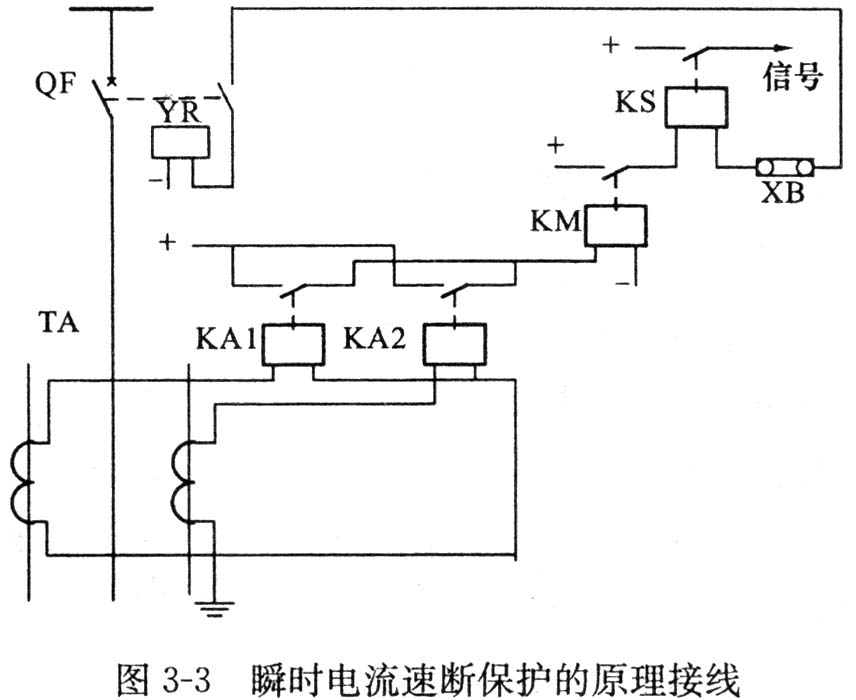 QF
YR
−
+
信号
KS
+
XB
KM
−
+
TA
KA1
KA2
图 3-3 瞬时电流速断保护的原理接线